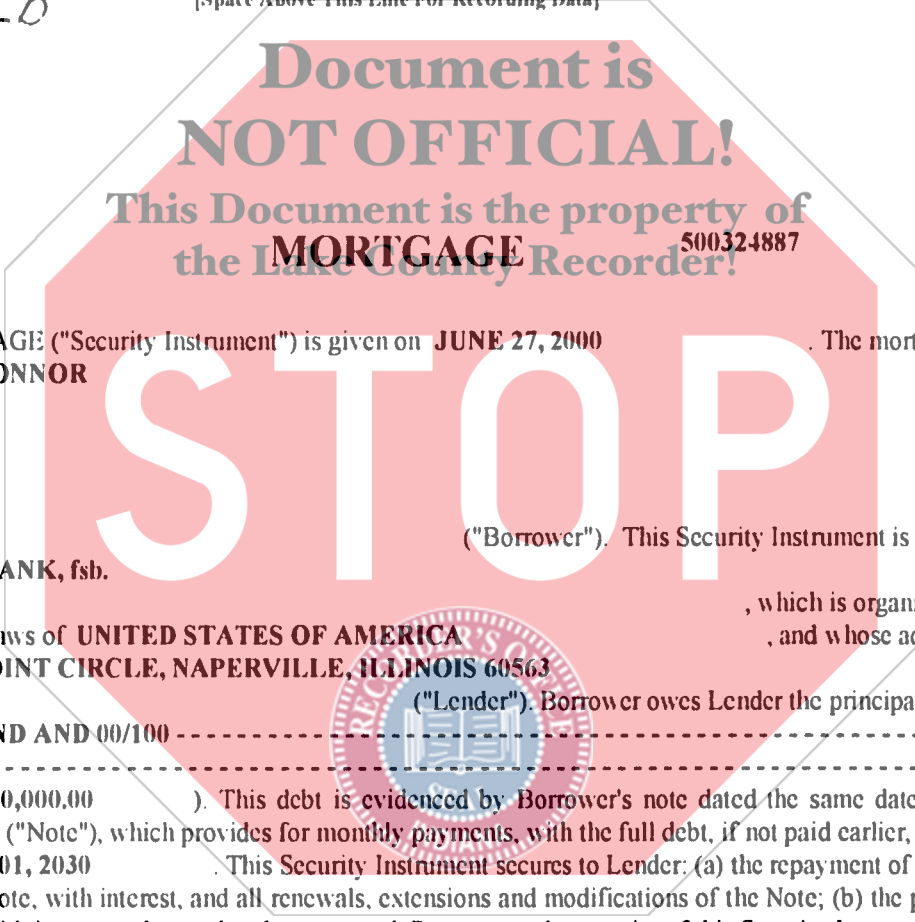 [Space Above This Line For Recording Data]
Document is
NOT OFFICIAL!
This Document is the property of
the Lake County Recorder!
MORTGAGE 500324887
AGE ("Security Instrument") is given on JUNE 27, 2000 . The mort
ONNOR
STOP
("Borrower"). This Security Instrument is
ANK, fsb.
, which is organi
aws of UNITED STATES OF AMERICA , and whose ad
OINT CIRCLE, NAPERVILLE, ILLINOIS 60563
("Lender"). Borrower owes Lender the principa
ND AND 00/100 - - - - - - - - - - - - - - - - - - - - - - - - - - - - - - - - - - - - - - - -
- - - - - - - - - - - - - - - - - - - - - - - - - - - - - - - - - - - - - - - - - - - - - - - -
RECORDER'S OFFICE
SEAL
INDIANA
0,000.00 ). This debt is evidenced by Borrower's note dated the same date
("Note"), which provides for monthly payments, with the full debt, if not paid earlier,
01, 2030 . This Security Instrument secures to Lender: (a) the repayment of
ote, with interest, and all renewals, extensions and modifications of the Note; (b) the p